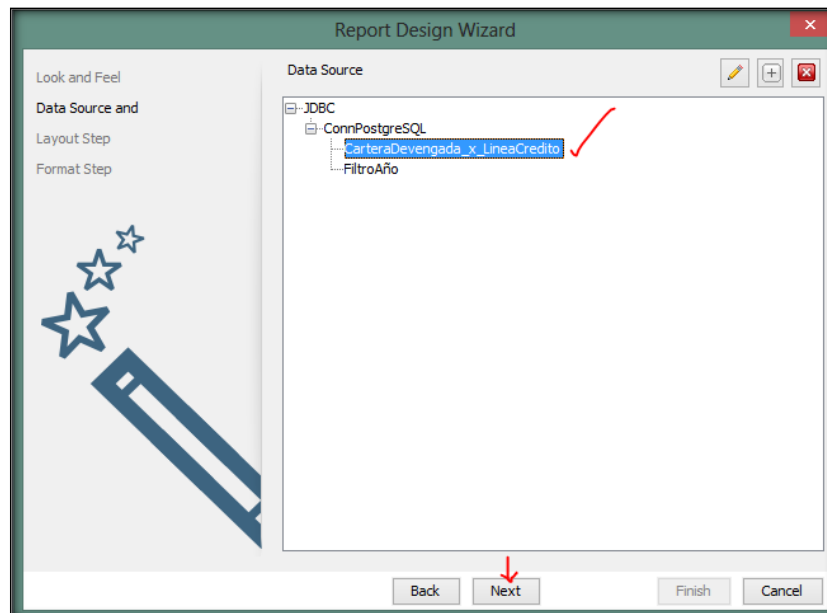 Report Design Wizard
Look and Feel
Data Source and
Layout Step
Format Step
Data Source
JDBC
ConnPostgreSQL
CarteraDevengada_x_LineaCredito
FiltroAño
Back
Next
Finish
Cancel